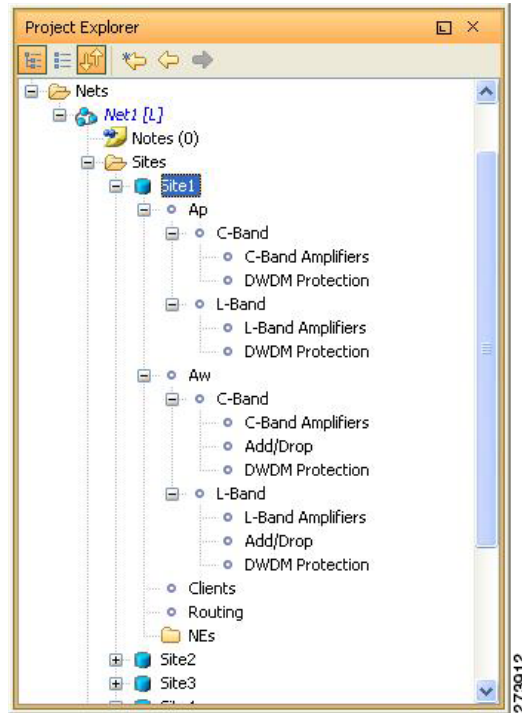 Project Explorer
Nets
Net1 [L]
Notes (0)
Sites
Site1
Ap
C-Band
C-Band Amplifiers
DWDM Protection
L-Band
L-Band Amplifiers
DWDM Protection
Aw
C-Band
C-Band Amplifiers
Add/Drop
DWDM Protection
L-Band
L-Band Amplifiers
Add/Drop
DWDM Protection
Clients
Routing
NEs
Site2
Site3
273912